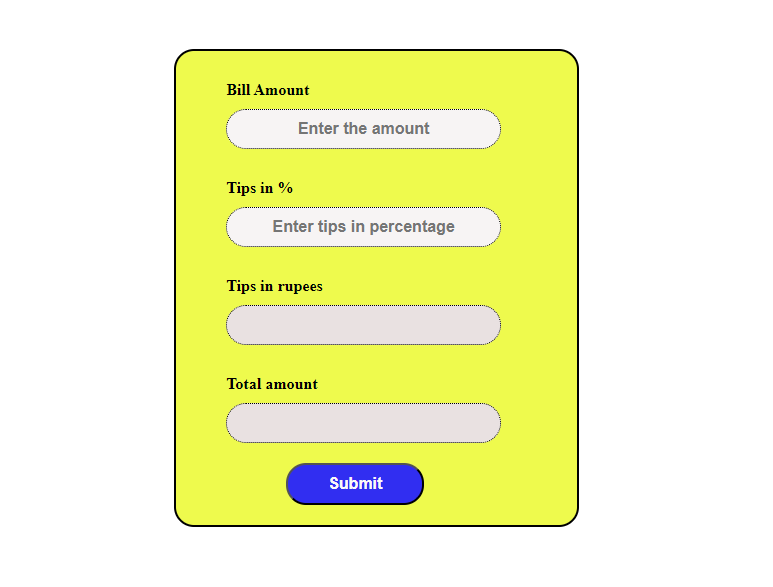 Bill Amount
Enter the amount
Tips in %
Enter tips in percentage
Tips in rupees
Total amount
Submit